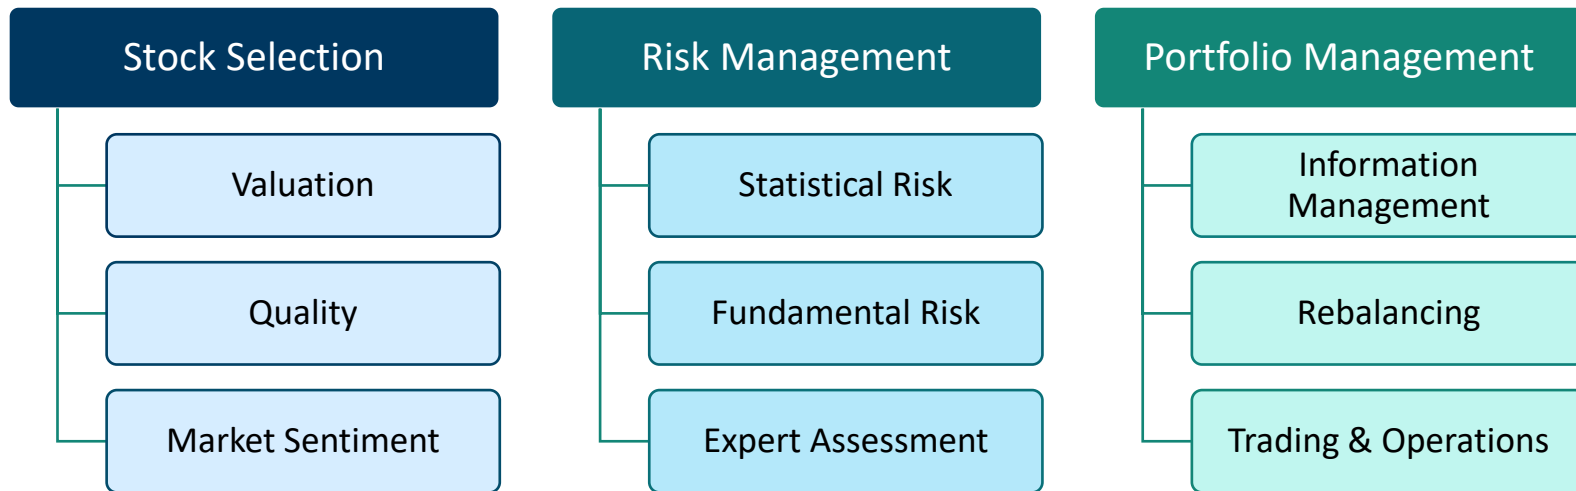 Stock Selection
Valuation
Quality
Market Sentiment
Risk Management
Statistical Risk
Fundamental Risk
Expert Assessment
Portfolio Management
Information
Management
Rebalancing
Trading & Operations